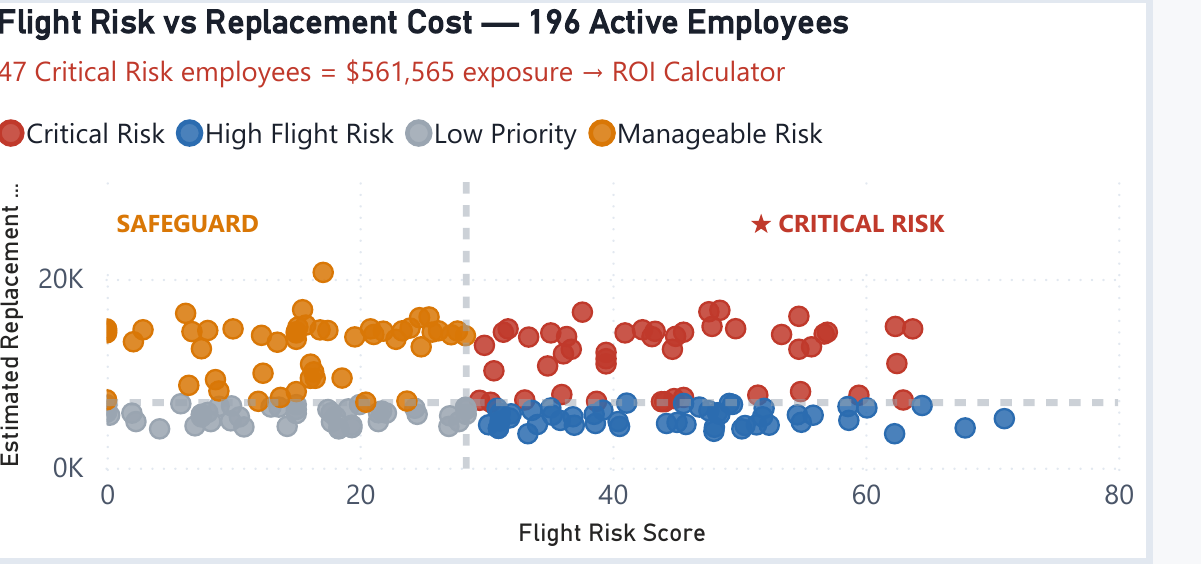 Flight Risk vs Replacement Cost — 196 Active Employees
47 Critical Risk employees = $561,565 exposure → ROI Calculator
Critical Risk High Flight Risk Low Priority Manageable Risk
SAFEGUARD ★ CRITICAL RISK
Estimated Replacement ...
20K
0K
0 20 40 60 80
Flight Risk Score